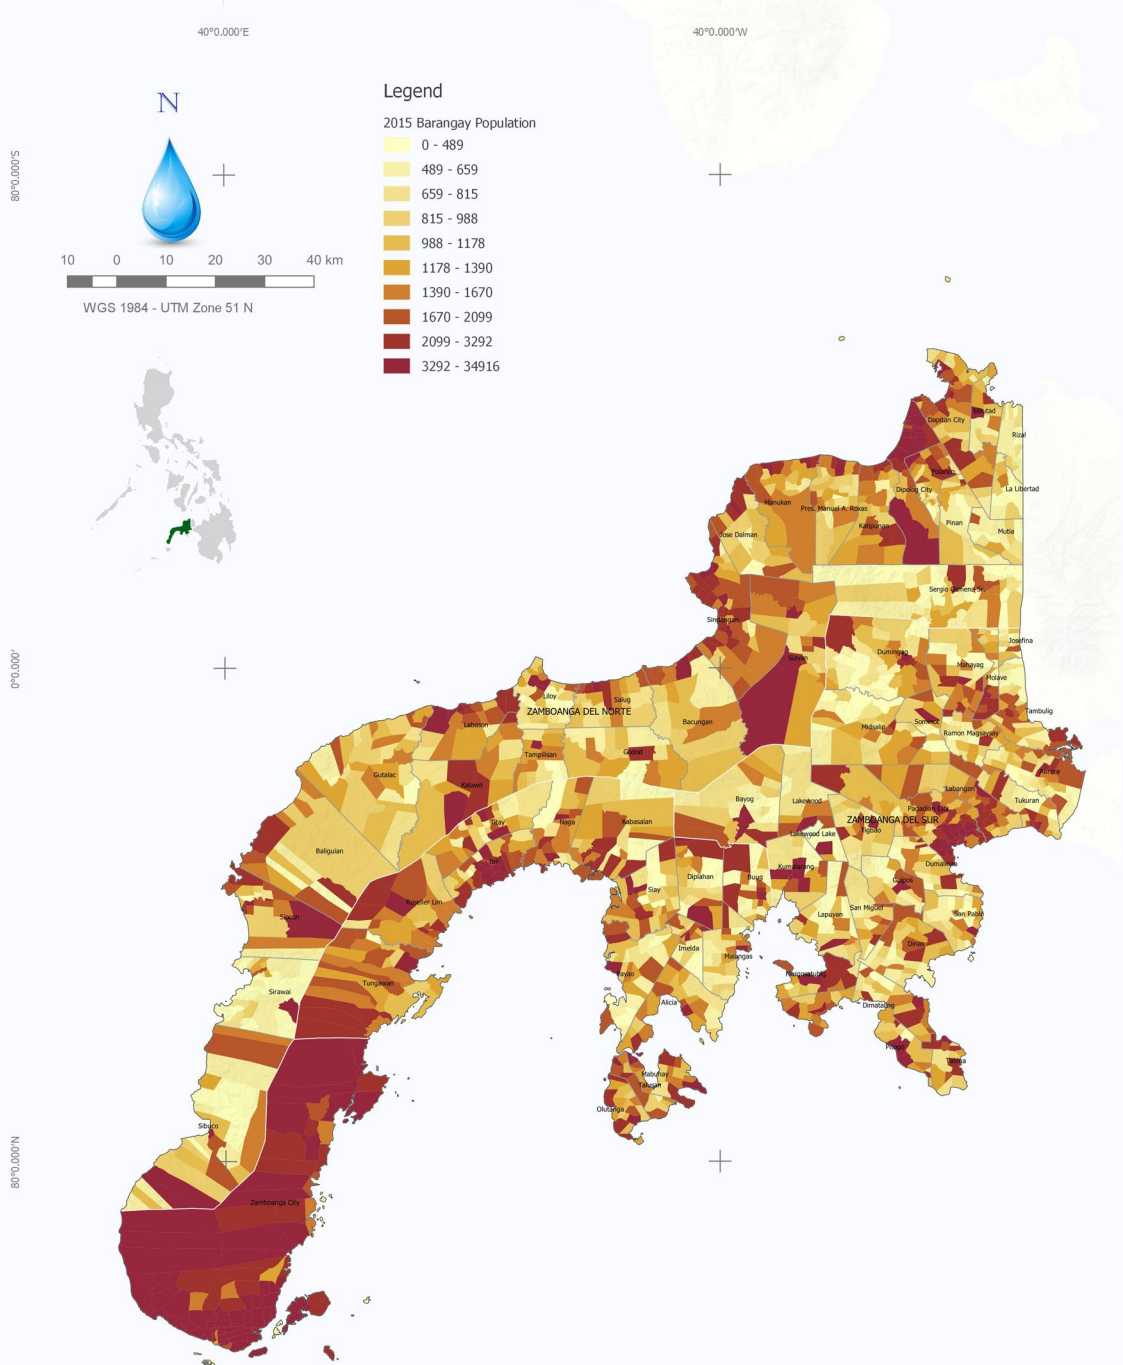 40°0.000'E
40°0.000'W
80°0.000'S
N
Legend
2015 Barangay Population
0 - 489
489 - 659
659 - 815
815 - 988
988 - 1178
1178 - 1390
1390 - 1670
1670 - 2099
2099 - 3292
3292 - 34916
10 0 10 20 30 40 km
WGS 1984 - UTM Zone 51 N
Sibutad
Dapitan City
Rizal
Polanco
La Libertad
Dipolog City
Manukan
Pres. Manuel A. Roxas
Katipunan
Pinan
Mutia
Jose Dalman
Sergio Osmena Sr.
Sindangan
Josefina
0°0.000'
Dumingag
Siayan
Mahayag
Molave
Liloy
Salug
ZAMBOANGA DEL NORTE
Tambulig
Labason
Bacungan
Midsalip
Sominot
Ramon Magsaysay
Tampilisan
Godod
Gutalac
Aurora
Kalawit
Labangan
Bayog
Lakewood
Tukuran
Pagadian City
Titay
Naga
Kabasalan
ZAMBOANGA DEL SUR
Tigbao
Lakewood Lake
Baliguian
Ipil
Kumalarang
Dumalinao
Diplahan
Buug
Guipos
Siay
Roseller Lim
San Miguel
Siocon
Lapuyan
San Pablo
Imelda
Dinas
Malangas
Payao
Margosatubig
Tungawan
Sirawai
Alicia
Dimataling
Pitogo
Tabina
Mabuhay
Talusan
Olutanga
Sibuco
80°0.000'N
Zamboanga City